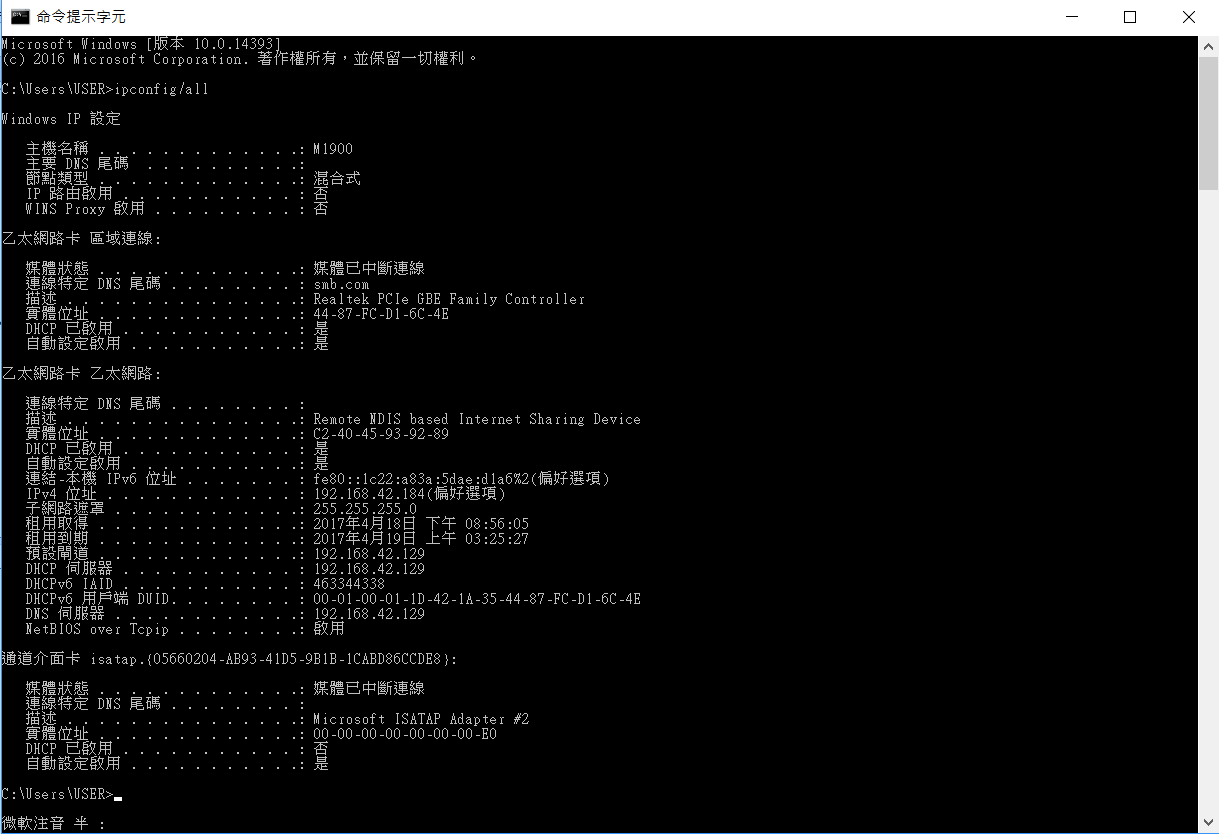 命令提示字元
Microsoft Windows [版本 10.0.14393]
(c) 2016 Microsoft Corporation. 著作權所有，並保留一切權利。
C:\Users\USER>ipconfig/all
Windows IP 設定
主機名稱 . . . . . . . . . . . . .: M1900
主要 DNS 尾碼  . . . . . . . . . .:
節點類型 . . . . . . . . . . . . .: 混合式
IP 路由啟用 . . . . . . . . . . . : 否
WINS Proxy 啟用 . . . . . . . . . : 否
乙太網路卡 區域連線:
媒體狀態 . . . . . . . . . . . . .: 媒體已中斷連線
連線特定 DNS 尾碼 . . . . . . . . : smb.com
描述 . . . . . . . . . . . . . . .: Realtek PCIe GBE Family Controller
實體位址 . . . . . . . . . . . . .: 44-87-FC-D1-6C-4E
DHCP 已啟用 . . . . . . . . . . . : 是
自動設定啟用 . . . . . . . . . . .: 是
乙太網路卡 乙太網路:
連線特定 DNS 尾碼 . . . . . . . . :
描述 . . . . . . . . . . . . . . .: Remote NDIS based Internet Sharing Device
實體位址 . . . . . . . . . . . . .: C2-40-45-93-92-89
DHCP 已啟用 . . . . . . . . . . . : 是
自動設定啟用 . . . . . . . . . . .: 是
連結-本機 IPv6 位址 . . . . . . . : fe80::1c22:a83a:5dae:d1a6%2(偏好選項)
IPv4 位址 . . . . . . . . . . . . : 192.168.42.184(偏好選項)
子網路遮罩 . . . . . . . . . . . .: 255.255.255.0
租用取得 . . . . . . . . . . . . .: 2017年4月18日 下午 08:56:05
租用到期 . . . . . . . . . . . . .: 2017年4月19日 上午 03:25:27
預設閘道 . . . . . . . . . . . . .: 192.168.42.129
DHCP 伺服器 . . . . . . . . . . . : 192.168.42.129
DHCPv6 IAID . . . . . . . . . . . : 463344338
DHCPv6 用戶端 DUID. . . . . . . . : 00-01-00-01-1D-42-1A-35-44-87-FC-D1-6C-4E
DNS 伺服器 . . . . . . . . . . . .: 192.168.42.129
NetBIOS over Tcpip . . . . . . . .: 啟用
通道介面卡 isatap.{05660204-AB93-41D5-9B1B-1CABD86CCDE8}:
媒體狀態 . . . . . . . . . . . . .: 媒體已中斷連線
連線特定 DNS 尾碼 . . . . . . . . :
描述 . . . . . . . . . . . . . . .: Microsoft ISATAP Adapter #2
實體位址 . . . . . . . . . . . . .: 00-00-00-00-00-00-00-E0
DHCP 已啟用 . . . . . . . . . . . : 否
自動設定啟用 . . . . . . . . . . .: 是
C:\Users\USER>
微軟注音 半 :